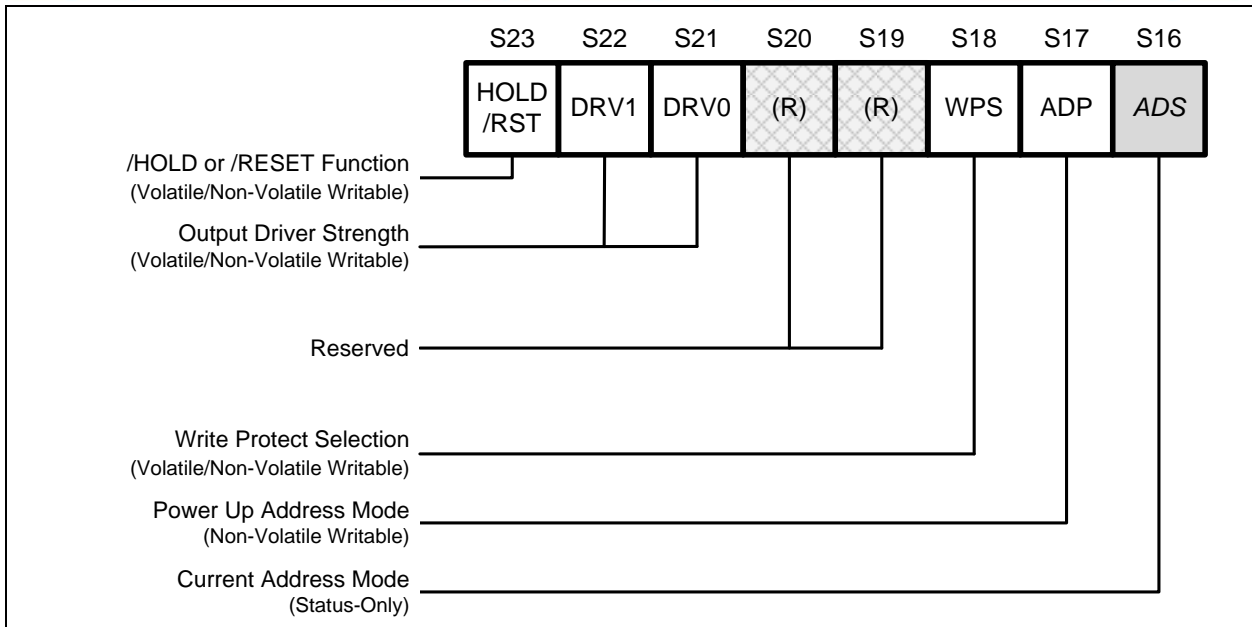 S23 S22 S21 S20 S19 S18 S17 S16
HOLD /RST DRV1 DRV0 (R) (R) WPS ADP ADS
/HOLD or /RESET Function
(Volatile/Non-Volatile Writable)
Output Driver Strength
(Volatile/Non-Volatile Writable)
Reserved
Write Protect Selection
(Volatile/Non-Volatile Writable)
Power Up Address Mode
(Non-Volatile Writable)
Current Address Mode
(Status-Only)